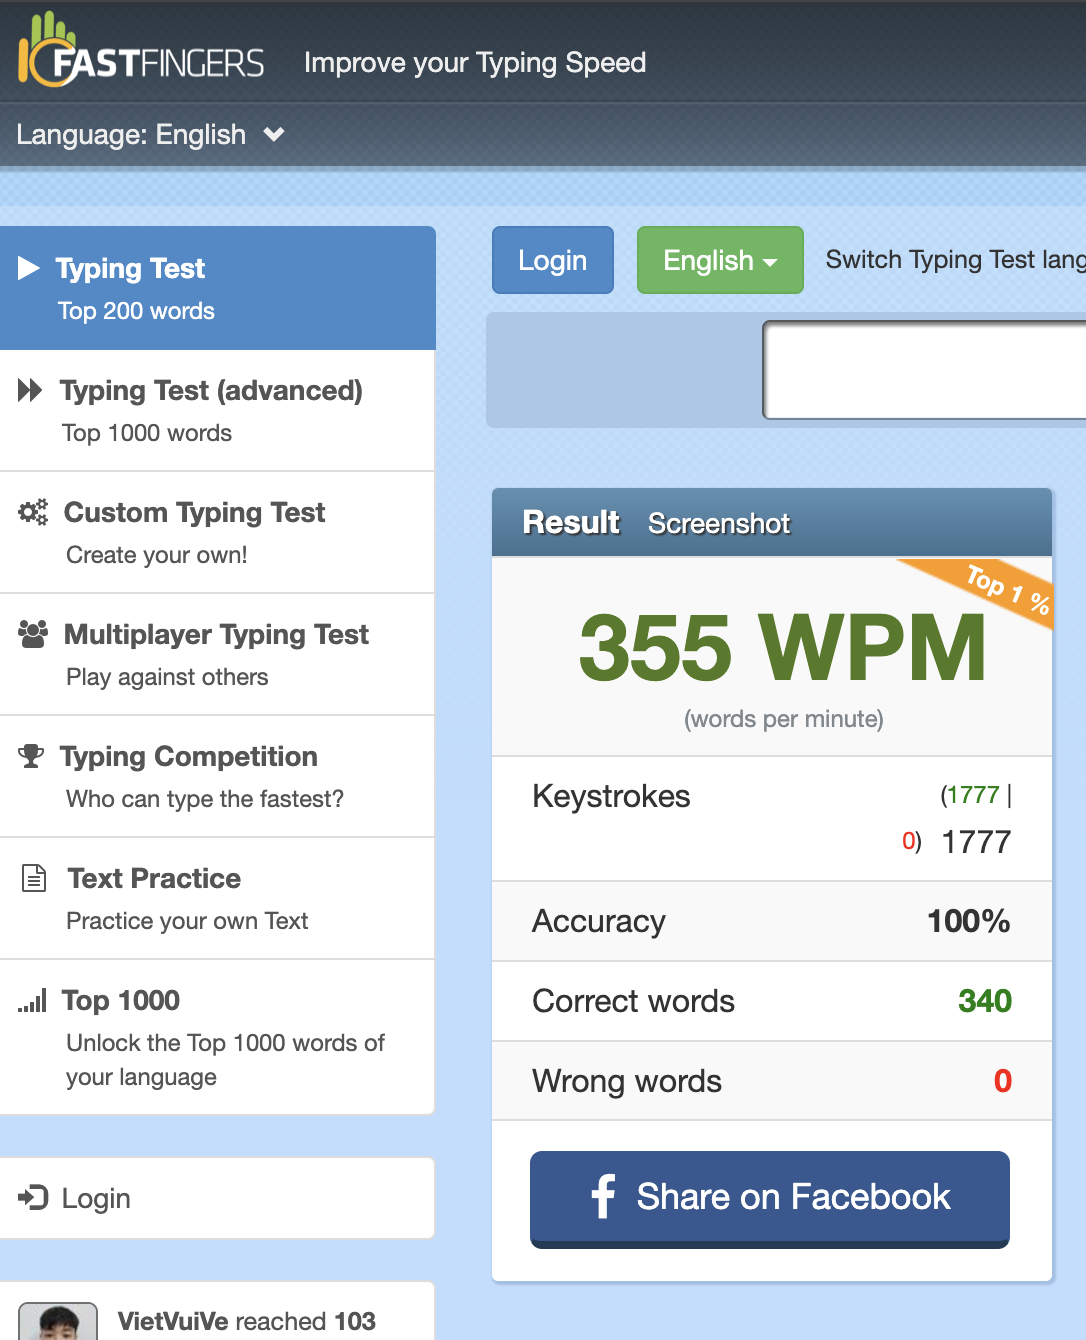 FASTFINGERS
Improve your Typing Speed
Language: English
Typing Test
Top 200 words
Typing Test (advanced)
Top 1000 words
Custom Typing Test
Create your own!
Multiplayer Typing Test
Play against others
Typing Competition
Who can type the fastest?
Text Practice
Practice your own Text
Top 1000
Unlock the Top 1000 words of
your language
Login
VietVuiVe reached 103
Login
English
Switch Typing Test lang
Result Screenshot
Top 1 %
355 WPM
(words per minute)
Keystrokes (1777 |
0) 1777
Accuracy 100%
Correct words 340
Wrong words 0
Share on Facebook